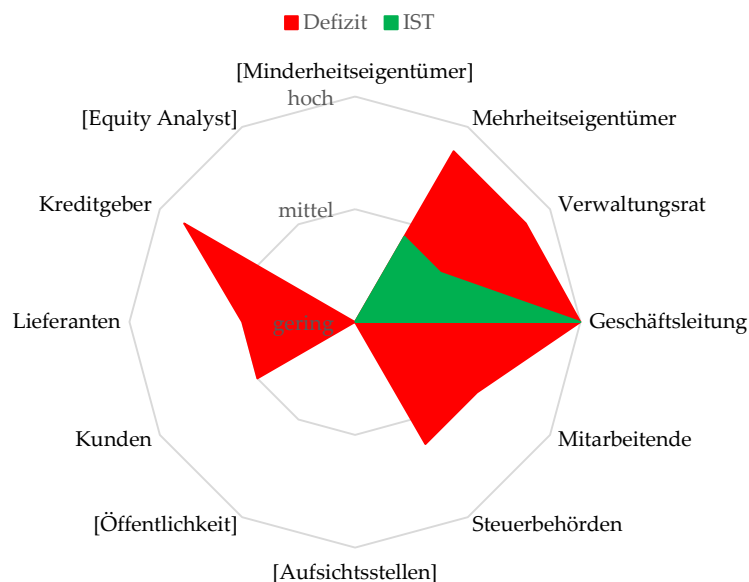 Defizit IST
[Minderheitseigentümer]
hoch
[Equity Analyst]
Mehrheitseigentümer
Kreditgeber
mittel
Verwaltungsrat
Lieferanten
gering
Geschäftsleitung
Kunden
Mitarbeitende
[Öffentlichkeit]
Steuerbehörden
[Aufsichtsstellen]